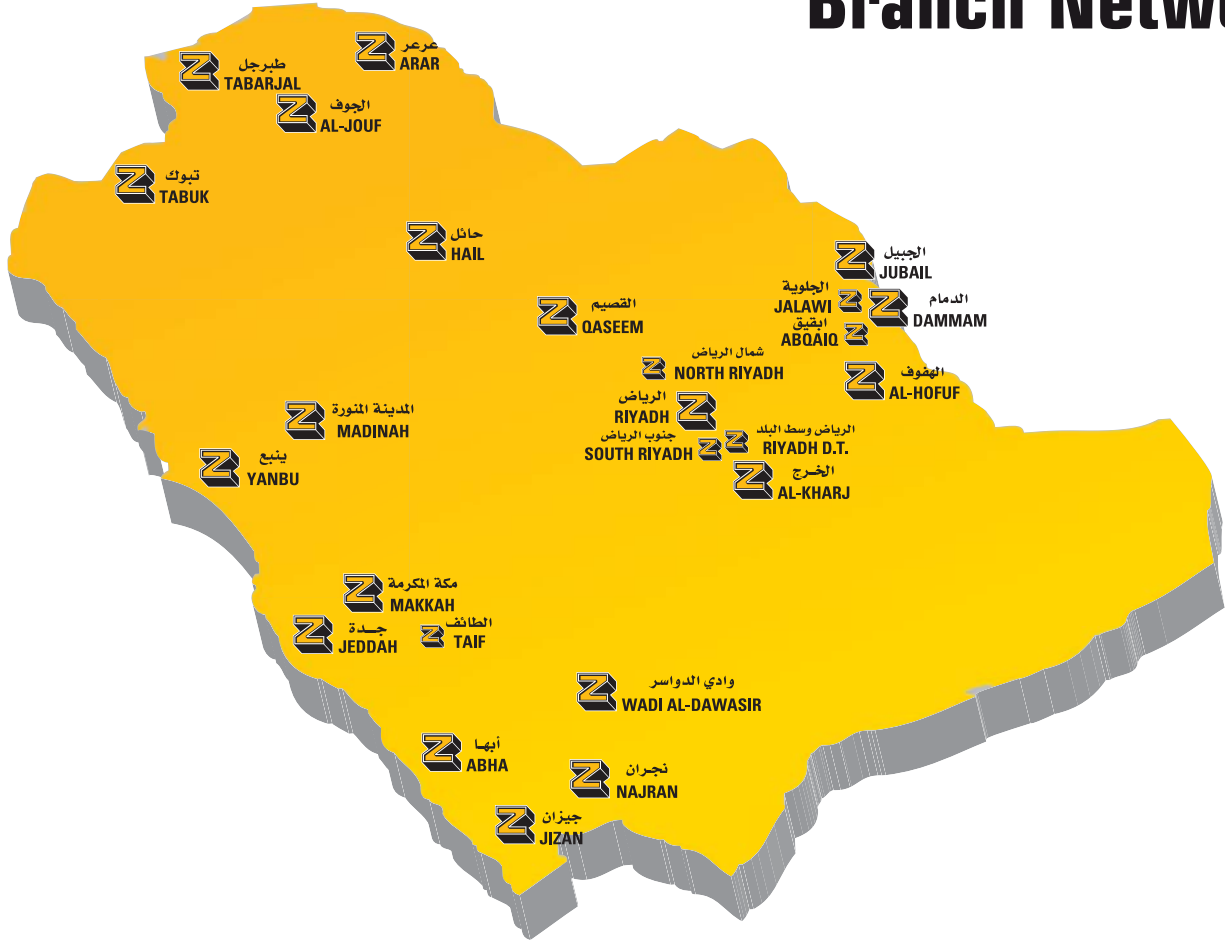 Branch Netw
عرعر
ARAR
طبرجل
TABARJAL
الجوف
AL-JOUF
تبوك
TABUK
حائل
HAIL
الجبيل
JUBAIL
الجلوية
JALAWI
الدمام
DAMMAM
ابقيق
ABQAIQ
القصيم
QASEEM
شمال الرياض
NORTH RIYADH
الهفوف
AL-HOFUF
الرياض
RIYADH
المدينة المنورة
MADINAH
الرياض وسط البلد
RIYADH D.T.
جنوب الرياض
SOUTH RIYADH
ينبع
YANBU
الخرج
AL-KHARJ
مكة المكرمة
MAKKAH
الطائف
TAIF
جـــدة
JEDDAH
وادي الدواسر
WADI AL-DAWASIR
أبهـا
ABHA
نجـران
NAJRAN
جيزان
JIZAN